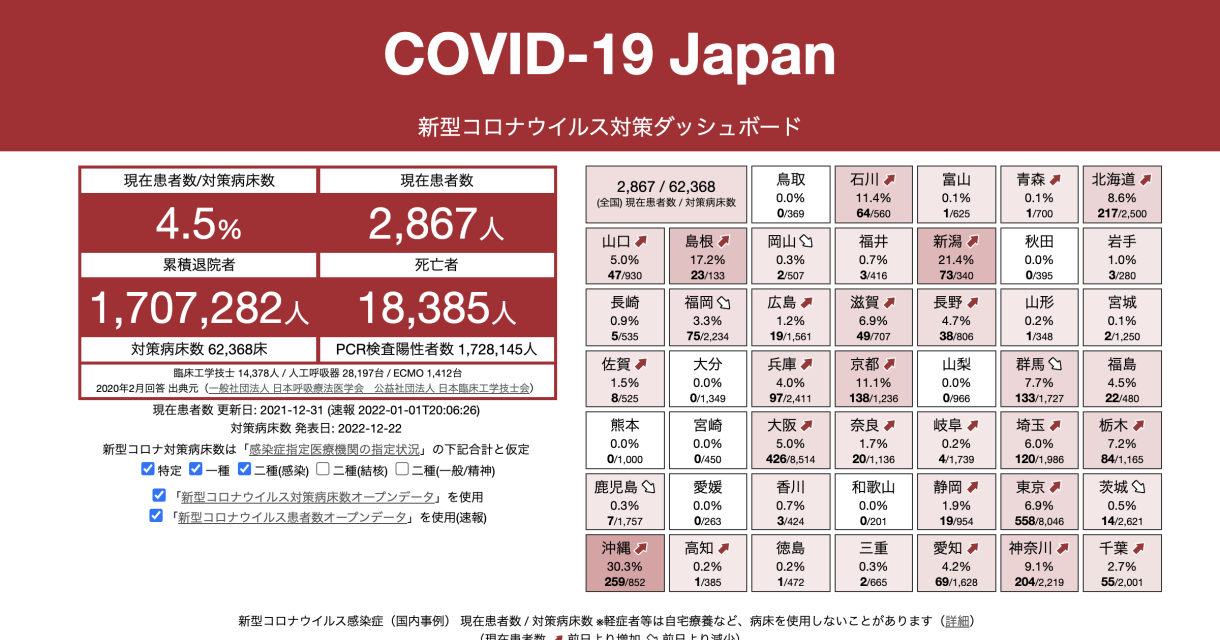 COVID-19 Japan
新型コロナウイルス対策ダッシュボード
現在患者数/対策病床数
現在患者数
4.5%
2,867人
累積退院者
死亡者
1,707,282人
18,385人
対策病床数 62,368床
PCR検査陽性者数 1,728,145人
臨床工学技士 14,378人 / 人工呼吸器 28,197台 / ECMO 1,412台
2020年2月回答 出典元（一般社団法人 日本呼吸療法医学会　公益社団法人 日本臨床工学技士会）
現在患者数 更新日: 2021-12-31 (速報 2022-01-01T20:06:26)
対策病床数 発表日: 2022-12-22
新型コロナ対策病床数は「感染症指定医療機関の指定状況」の下記合計と仮定
特定 一種 二種(感染) 二種(結核) 二種(一般/精神)
「新型コロナウイルス対策病床数オープンデータ」を使用
「新型コロナウイルス患者数オープンデータ」を使用(速報)
2,867 / 62,368
(全国) 現在患者数 / 対策病床数
鳥取
0.0%
0/369
石川
11.4%
64/560
富山
0.1%
1/625
青森
0.1%
1/700
北海道
8.6%
217/2,500
山口
5.0%
47/930
島根
17.2%
23/133
岡山
0.3%
2/507
福井
0.7%
3/416
新潟
21.4%
73/340
秋田
0.0%
0/395
岩手
1.0%
3/280
長崎
0.9%
5/535
福岡
3.3%
75/2,234
広島
1.2%
19/1,561
滋賀
6.9%
49/707
長野
4.7%
38/806
山形
0.2%
1/348
宮城
0.1%
2/1,250
佐賀
1.5%
8/525
大分
0.0%
0/1,349
兵庫
4.0%
97/2,411
京都
11.1%
138/1,236
山梨
0.0%
0/966
群馬
7.7%
133/1,727
福島
4.5%
22/480
熊本
0.0%
0/1,000
宮崎
0.0%
0/450
大阪
5.0%
426/8,514
奈良
1.7%
20/1,136
岐阜
0.2%
4/1,739
埼玉
6.0%
120/1,986
栃木
7.2%
84/1,165
鹿児島
0.3%
7/1,757
愛媛
0.0%
0/263
香川
0.7%
3/424
和歌山
0.0%
0/201
静岡
1.9%
19/954
東京
6.9%
558/8,046
茨城
0.5%
14/2,621
沖縄
30.3%
259/852
高知
0.2%
1/385
徳島
0.2%
1/472
三重
0.3%
2/665
愛知
4.2%
69/1,628
神奈川
9.1%
204/2,219
千葉
2.7%
55/2,001
新型コロナウイルス感染症（国内事例） 現在患者数 / 対策病床数 ※軽症者等は自宅療養など、病床を使用しないことがあります（詳細）
（現在患者数 前日より増加 前日より減少）